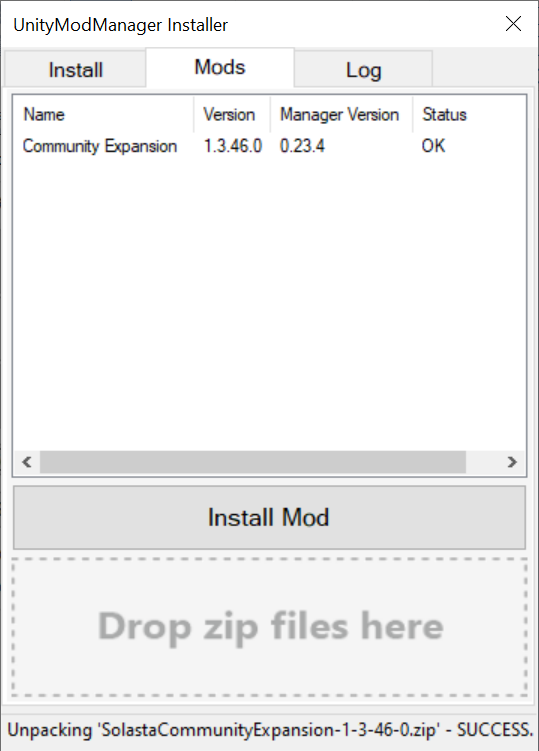 UnityModManager Installer
Install Mods Log
Name Version Manager Version Status
Community Expansion 1.3.46.0 0.23.4 OK
Install Mod
Drop zip files here
Unpacking 'SolastaCommunityExpansion-1-3-46-0.zip' - SUCCESS.